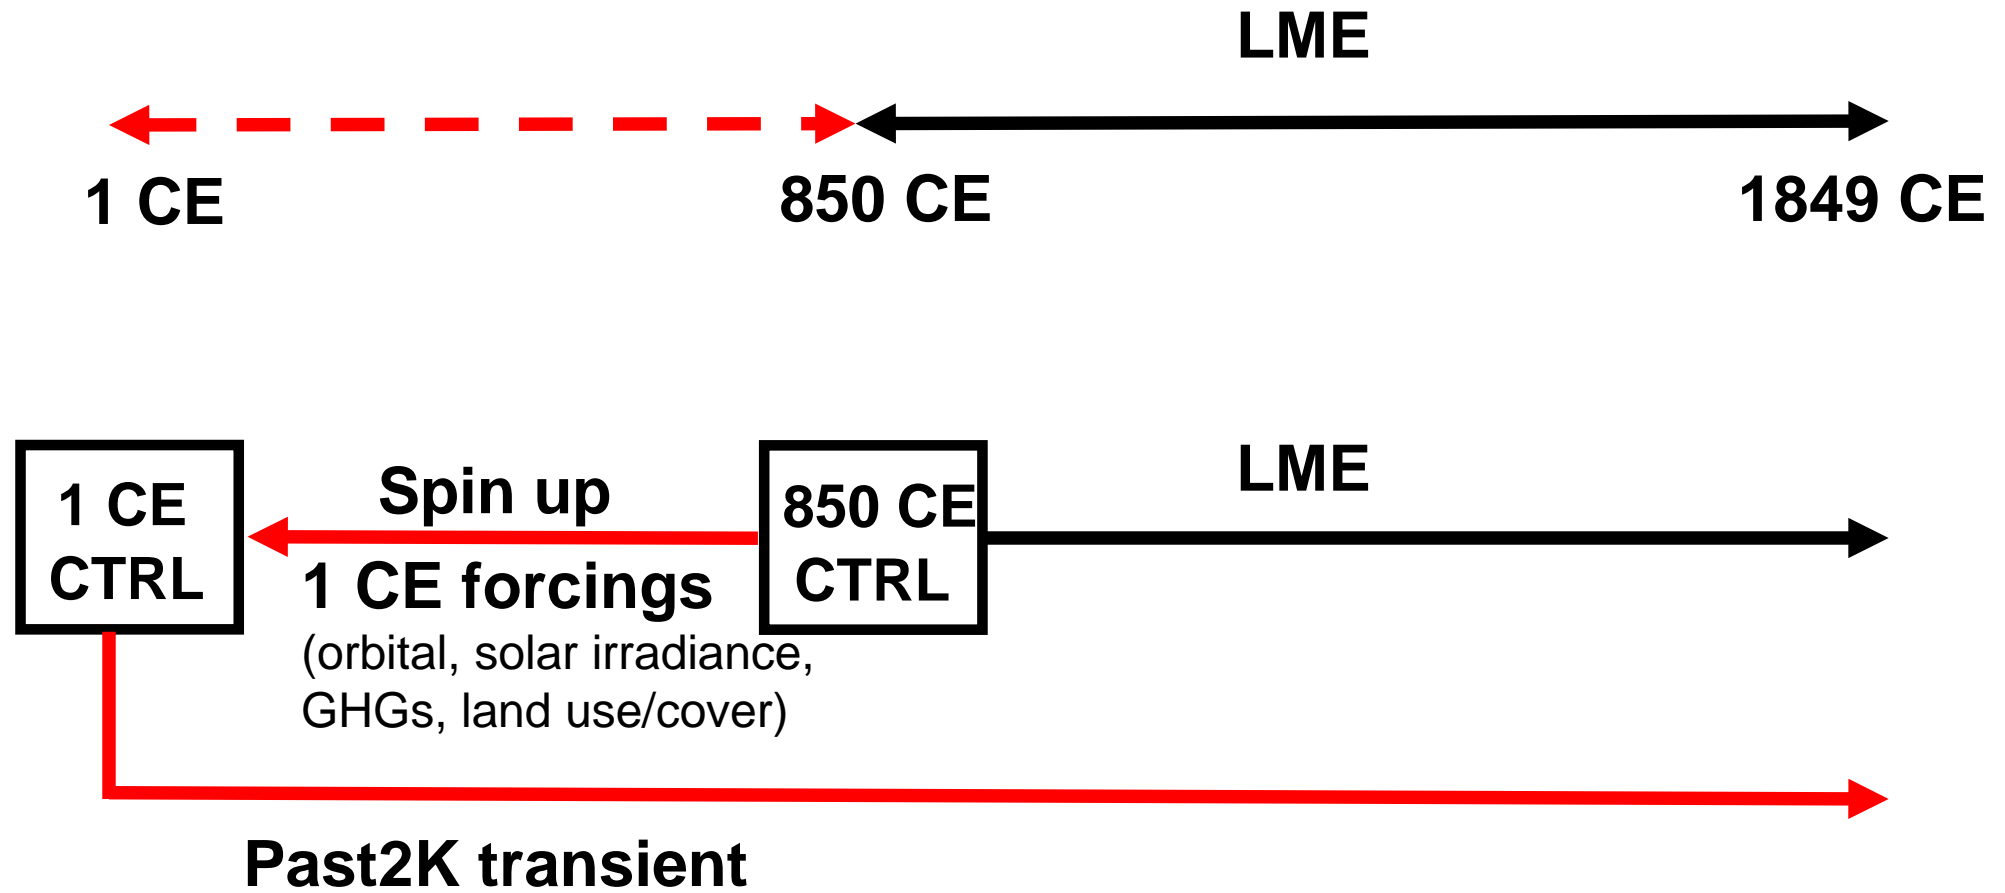 LME
1 CE
850 CE
1849 CE
LME
Spin up
1 CE
CTRL
850 CE
CTRL
1 CE forcings
(orbital, solar irradiance,
GHGs, land use/cover)
Past2K transient